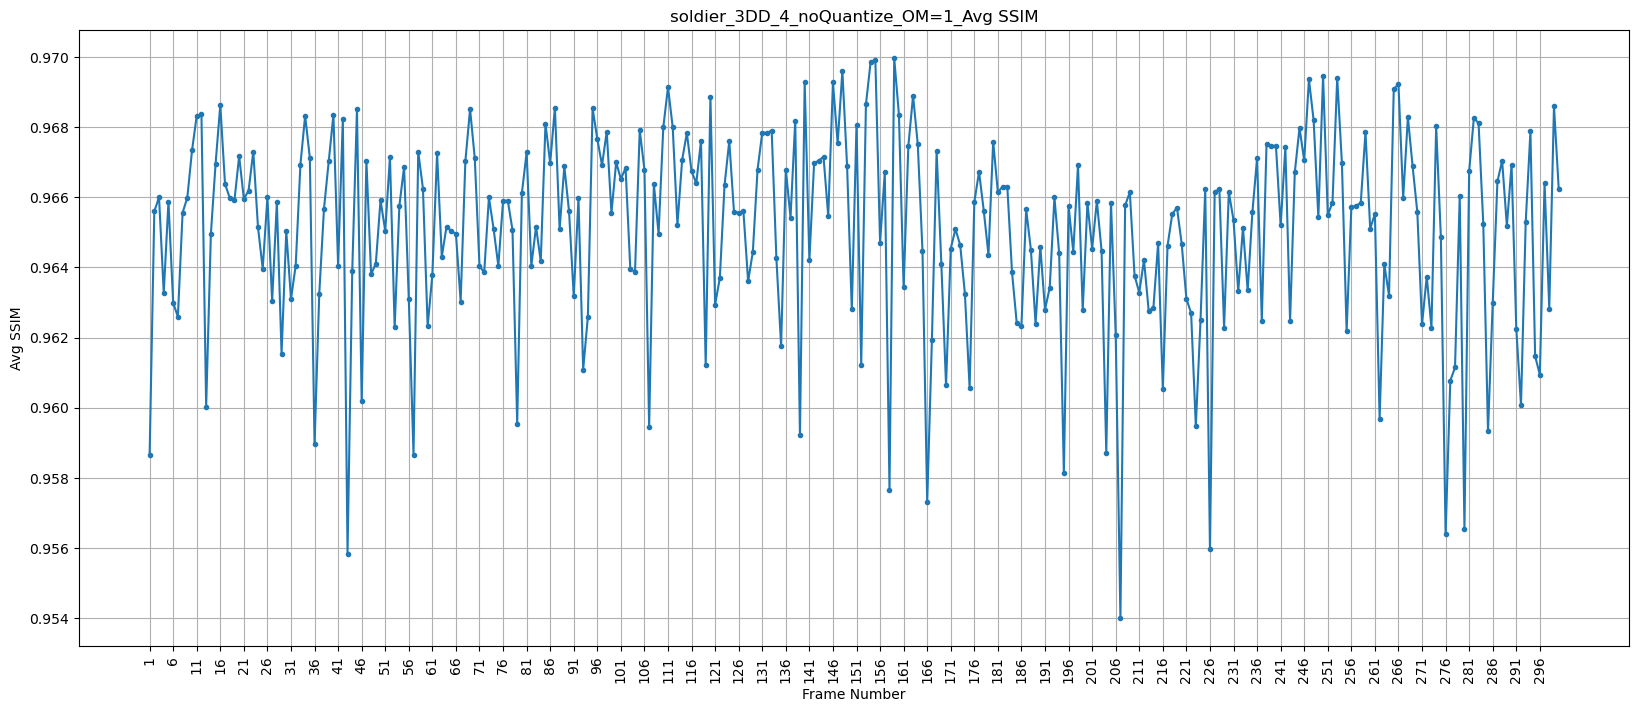 soldier_3DD_4_noQuantize_OM=1_Avg SSIM
0.970
0.968
0.966
0.964
0.962
0.960
0.958
0.956
0.954
Avg SSIM
1 6 11 16 21 26 31 36 41 46 51 56 61 66 71 76 81 86 91 96 101 106 111 116 121 126 131 136 141 146 151 156 161 166 171 176 181 186 191 196 201 206 211 216 221 226 231 236 241 246 251 256 261 266 271 276 281 286 291 296
Frame Number